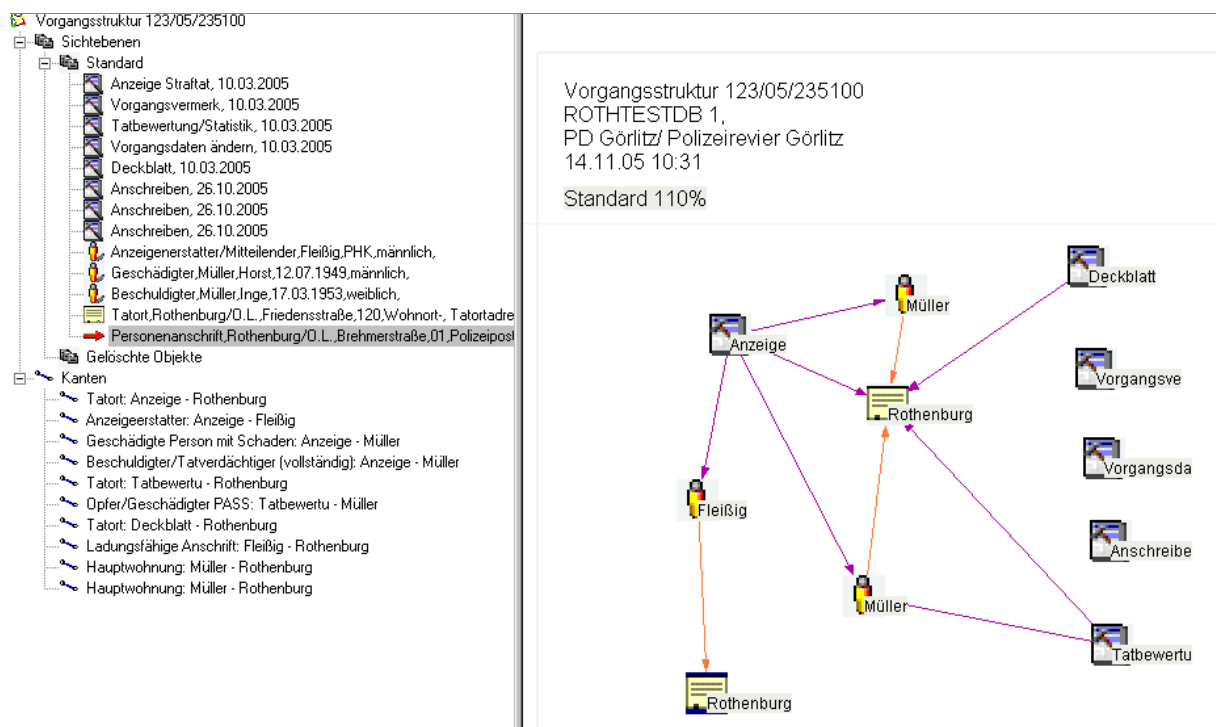 Vorgangsstruktur 123/05/235100
Sichtebenen
Standard
Anzeige Straftat, 10.03.2005
Vorgangsvermerk, 10.03.2005
Tatbewertung/Statistik, 10.03.2005
Vorgangsdaten ändern, 10.03.2005
Deckblatt, 10.03.2005
Anschreiben, 26.10.2005
Anschreiben, 26.10.2005
Anschreiben, 26.10.2005
Anzeigenerstatter/Mitteilender,Fleißig,PHK,männlich,
Geschädigter,Müller,Horst,12.07.1949,männlich,
Beschuldigter,Müller,Inge,17.03.1953,weiblich,
Tatort,Rothenburg/O.L.,Friedensstraße,120,Wohnort-, Tatortadre
Personenanschrift,Rothenburg/O.L.,Brehmerstraße,01,Polizeipos
Gelöschte Objekte
Kanten
Tatort: Anzeige - Rothenburg
Anzeigeerstatter: Anzeige - Fleißig
Geschädigte Person mit Schaden: Anzeige - Müller
Beschuldigter/Tatverdächtiger (vollständig): Anzeige - Müller
Tatort: Tatbewertu - Rothenburg
Opfer/Geschädigter PASS: Tatbewertu - Müller
Tatort: Deckblatt - Rothenburg
Ladungsfähige Anschrift: Fleißig - Rothenburg
Hauptwohnung: Müller - Rothenburg
Hauptwohnung: Müller - Rothenburg
Vorgangsstruktur 123/05/235100
ROTHTESTDB 1,
PD Görlitz/ Polizeirevier Görlitz
14.11.05 10:31
Standard 110%
Deckblatt
Müller
Anzeige
Vorgangsve
Rothenburg
Vorgangsda
Fleißig
Anschreibe
Müller
Tatbewertu
Rothenburg